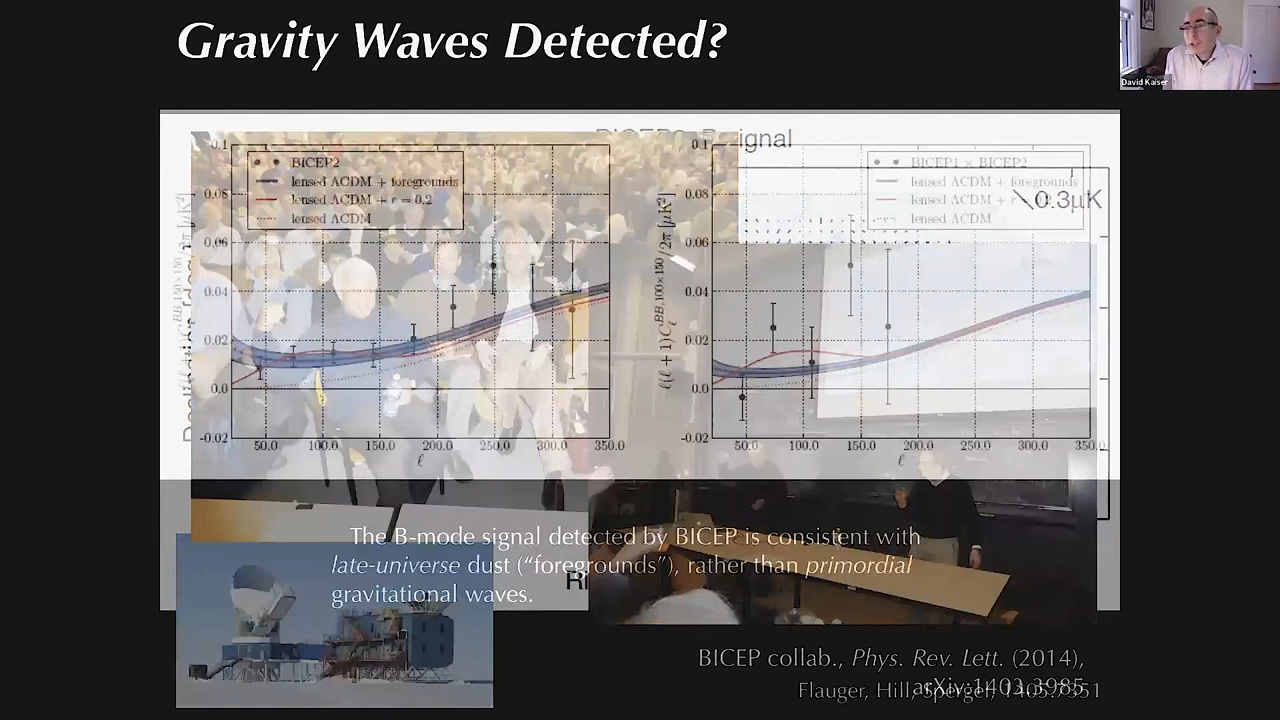 Gravity Waves Detected?
David Kaiser
signal
0.1
BICEP2
lensed ΛCDM + foregrounds
lensed ΛCDM + r = 0.2
lensed ΛCDM
0.08
0.06
0.04
0.02
0.0
-0.02
50.0 100.0 150.0 200.0 250.0 300.0 350.0
ℓ
0.1
BICEP1 × BICEP2
lensed ΛCDM + foregrounds
lensed ΛCDM + r
lensed ΛCDM
0.3μK
ℓ(ℓ+1)C_ℓ^{BB,100×150}/2π [μK²]
0.08
0.06
0.04
0.02
0.0
-0.02
50.0 100.0 150.0 200.0 250.0 300.0 350.0
ℓ
The B-mode signal detected by BICEP is consistent with
late-universe dust (“foregrounds”), rather than primordial
gravitational waves.
BICEP collab., Phys. Rev. Lett. (2014),
arXiv:1403.3985
Flauger, Hill, Spergel, 1405.7351